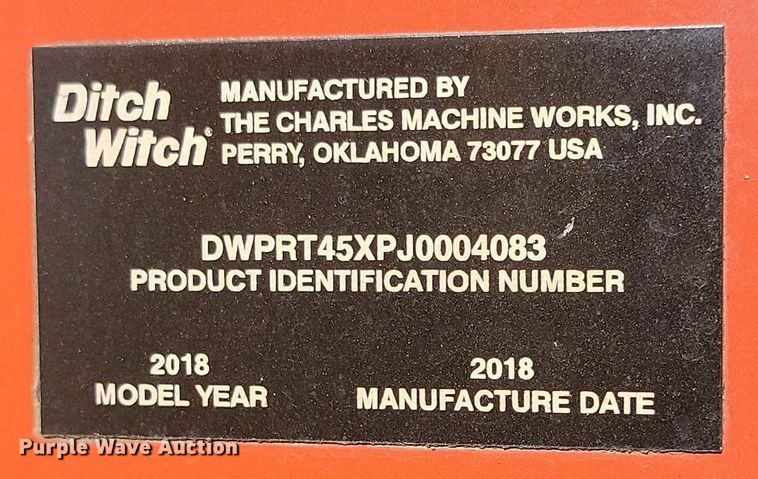 Ditch Witch®
MANUFACTURED BY
THE CHARLES MACHINE WORKS, INC.
PERRY, OKLAHOMA 73077 USA
DWPRT45XPJ0004083
PRODUCT IDENTIFICATION NUMBER
2018
MODEL YEAR
2018
MANUFACTURE DATE
Purple Wave Auction